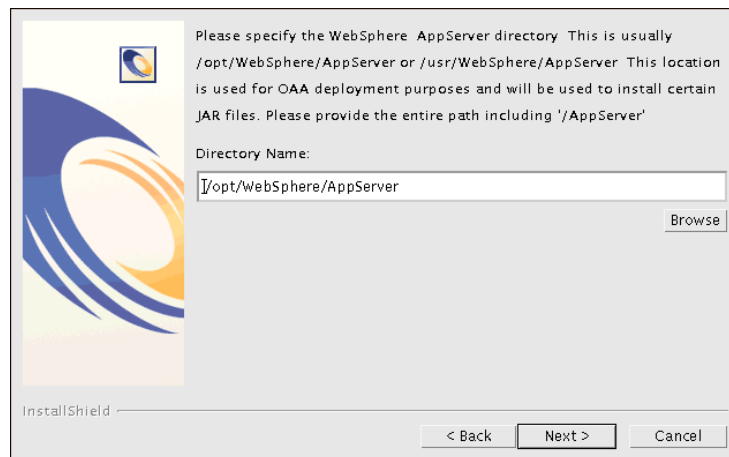 Please specify the WebSphere AppServer directory This is usually
/opt/WebSphere/AppServer or /usr/WebSphere/AppServer This location
is used for OAA deployment purposes and will be used to install certain
JAR files. Please provide the entire path including '/AppServer'
Directory Name:
/opt/WebSphere/AppServer
Browse
InstallShield
< Back
Next >
Cancel